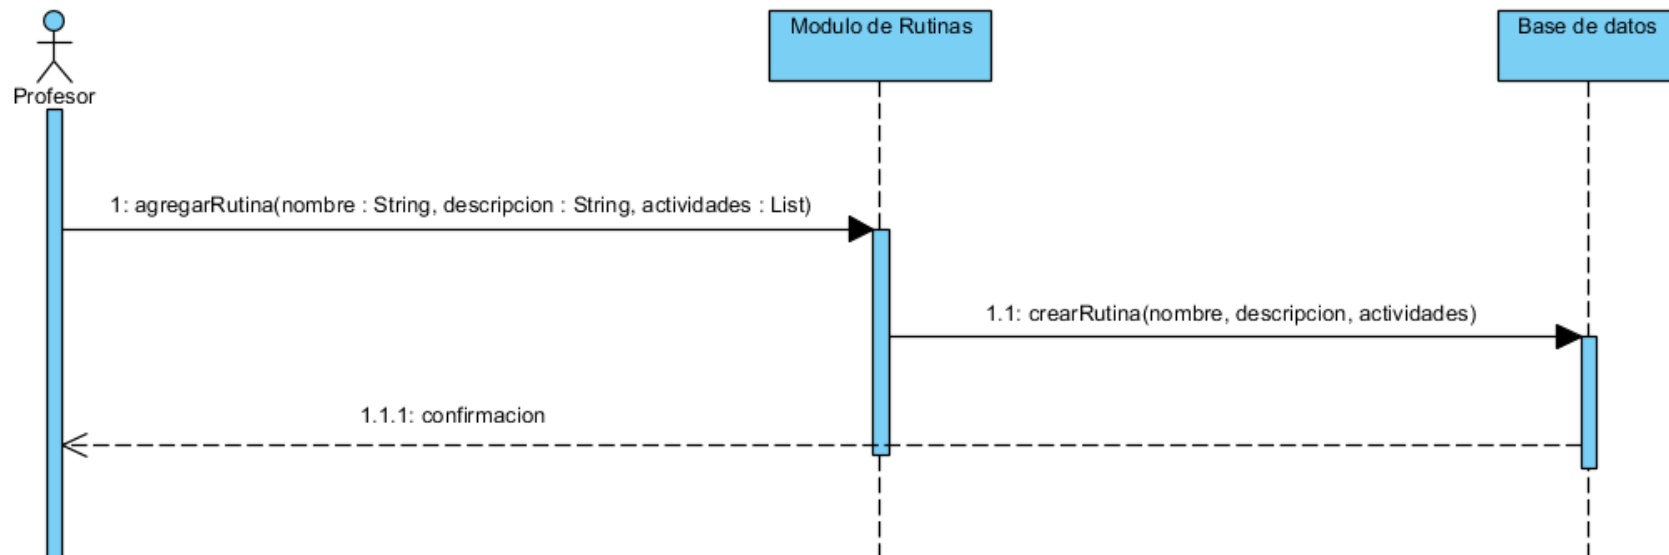 Profesor
Modulo de Rutinas
Base de datos
1: agregarRutina(nombre : String, descripcion : String, actividades : List)
1.1: crearRutina(nombre, descripcion, actividades)
1.1.1: confirmacion